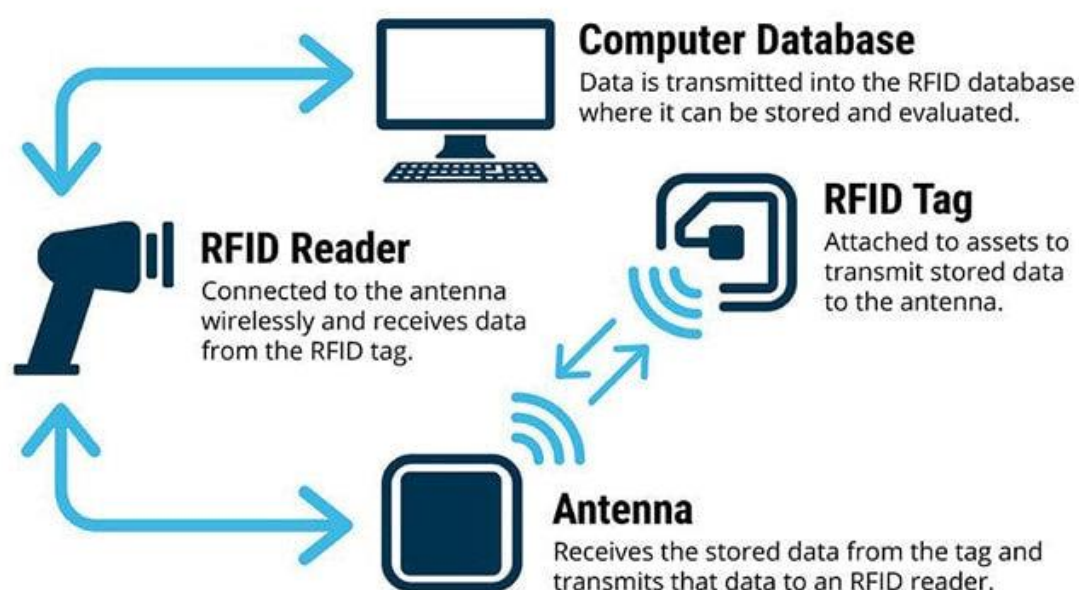 Computer Database
Data is transmitted into the RFID database
where it can be stored and evaluated.
RFID Tag
Attached to assets to
transmit stored data
to the antenna.
RFID Reader
Connected to the antenna
wirelessly and receives data
from the RFID tag.
Antenna
Receives the stored data from the tag and
transmits that data to an RFID reader.